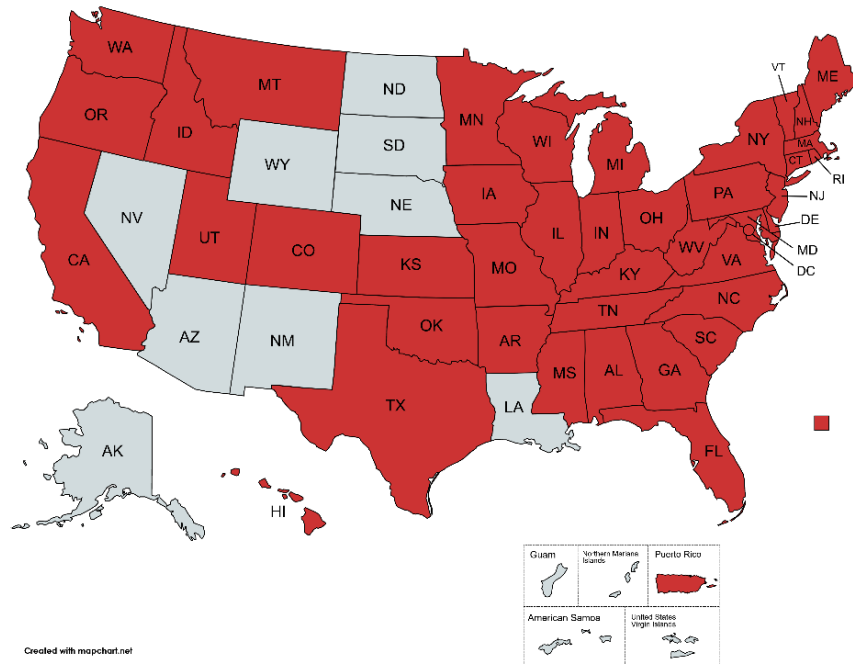 WA
MT
ND
MN
VT
ME
OR
ID
SD
WI
NY
NH
MA
WY
MI
CT
RI
NV
NE
IA
PA
NJ
UT
CO
IL
IN
OH
DE
CA
KS
MO
WV
VA
MD
KY
DC
AZ
NM
OK
AR
TN
NC
SC
TX
LA
MS
AL
GA
AK
FL
HI
Guam
Northern Mariana
Islands
Puerto Rico
American Samoa
United States
Virgin Islands
Created with mapchart.net